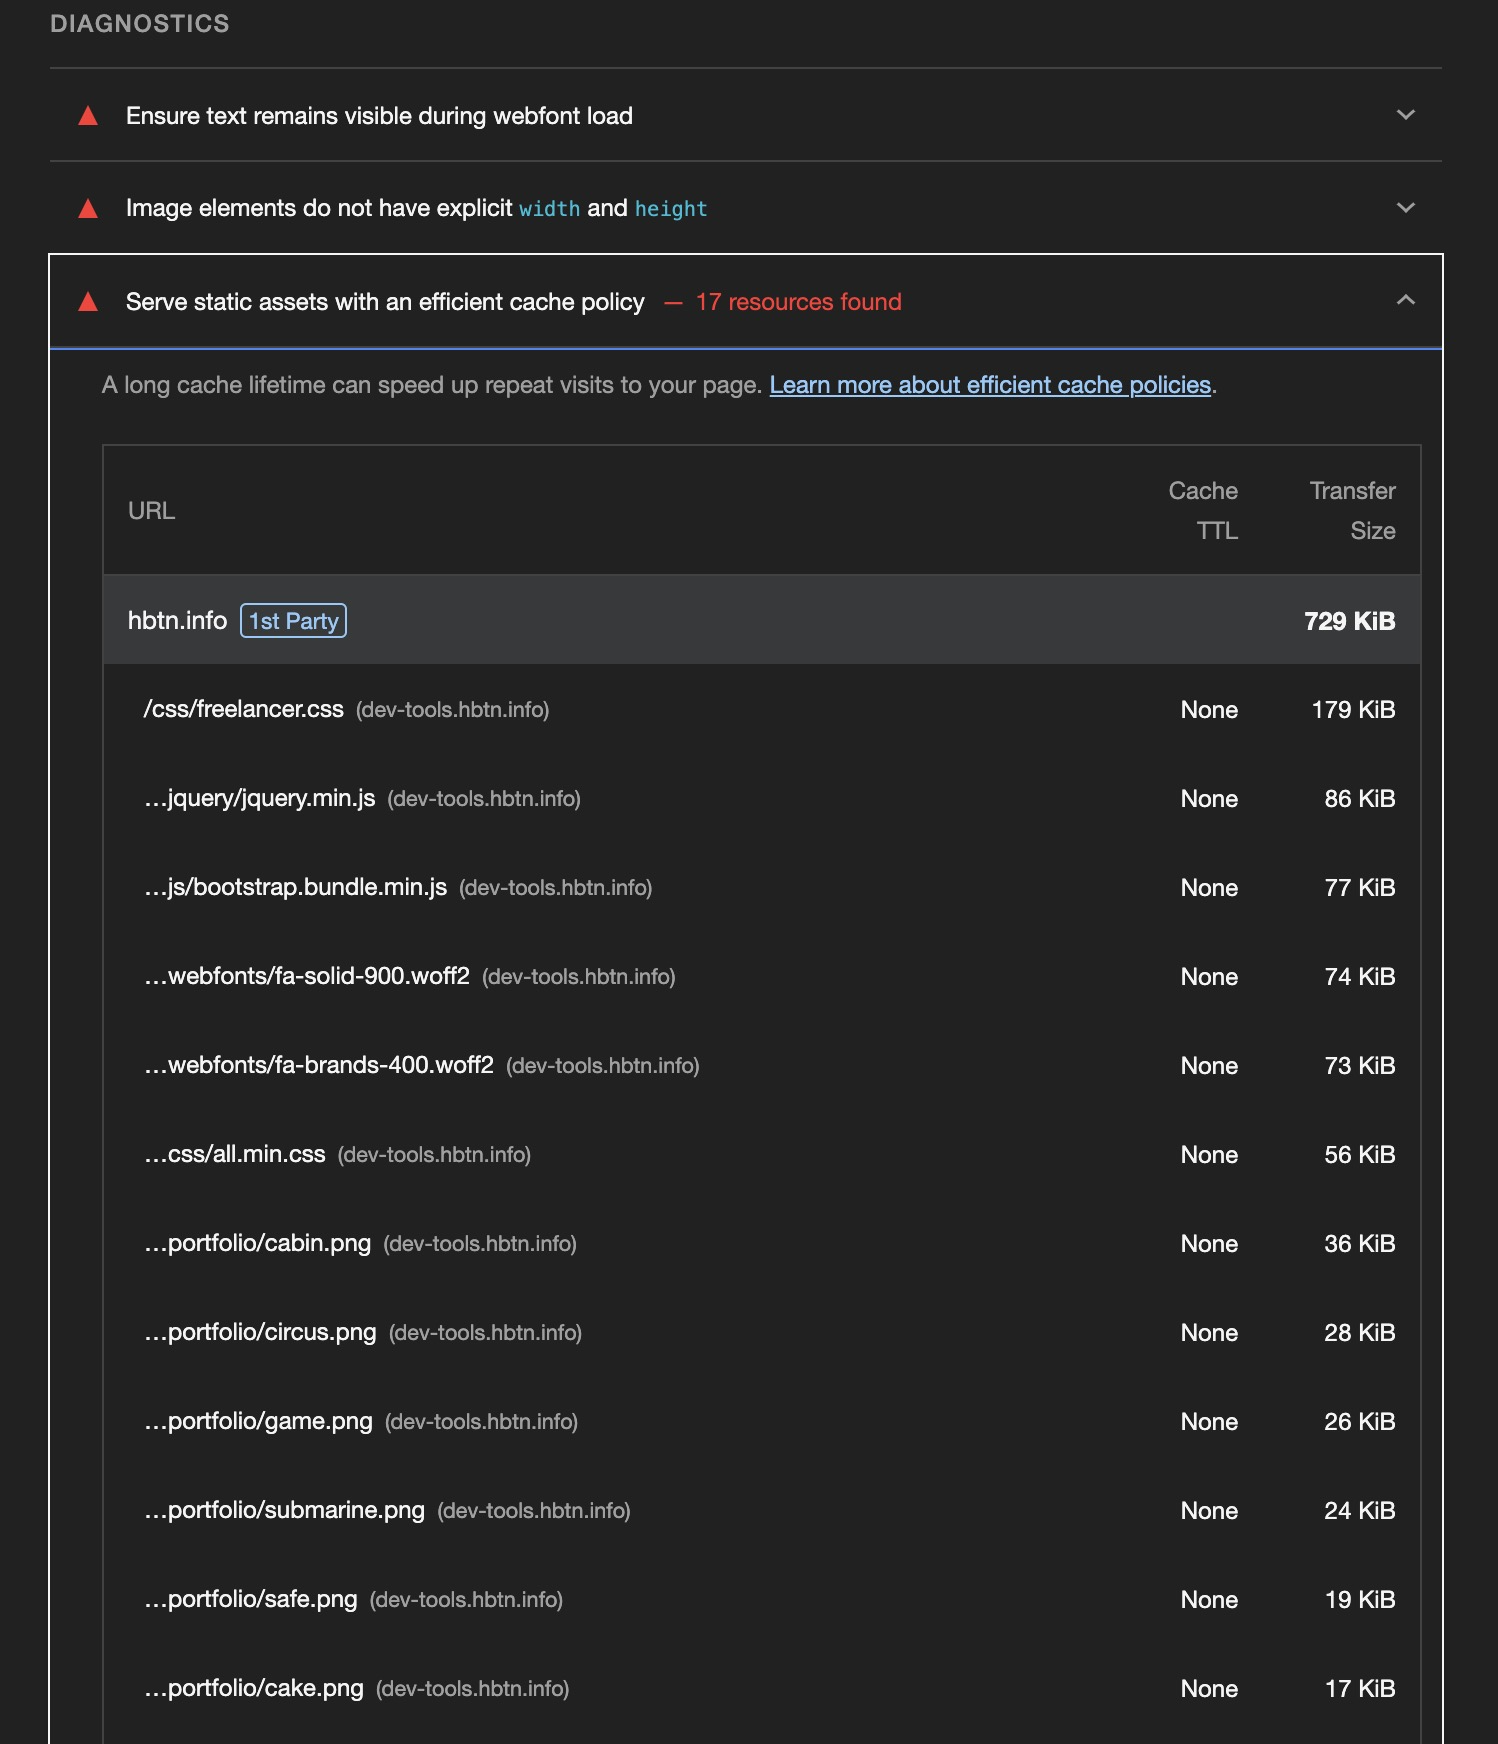 DIAGNOSTICS
Ensure text remains visible during webfont load
Image elements do not have explicit width and height
Serve static assets with an efficient cache policy — 17 resources found
A long cache lifetime can speed up repeat visits to your page. Learn more about efficient cache policies.
URL Cache TTL Transfer Size
hbtn.info 1st Party 729 KiB
/css/freelancer.css (dev-tools.hbtn.info) None 179 KiB
…jquery/jquery.min.js (dev-tools.hbtn.info) None 86 KiB
…js/bootstrap.bundle.min.js (dev-tools.hbtn.info) None 77 KiB
…webfonts/fa-solid-900.woff2 (dev-tools.hbtn.info) None 74 KiB
…webfonts/fa-brands-400.woff2 (dev-tools.hbtn.info) None 73 KiB
…css/all.min.css (dev-tools.hbtn.info) None 56 KiB
…portfolio/cabin.png (dev-tools.hbtn.info) None 36 KiB
…portfolio/circus.png (dev-tools.hbtn.info) None 28 KiB
…portfolio/game.png (dev-tools.hbtn.info) None 26 KiB
…portfolio/submarine.png (dev-tools.hbtn.info) None 24 KiB
…portfolio/safe.png (dev-tools.hbtn.info) None 19 KiB
…portfolio/cake.png (dev-tools.hbtn.info) None 17 KiB